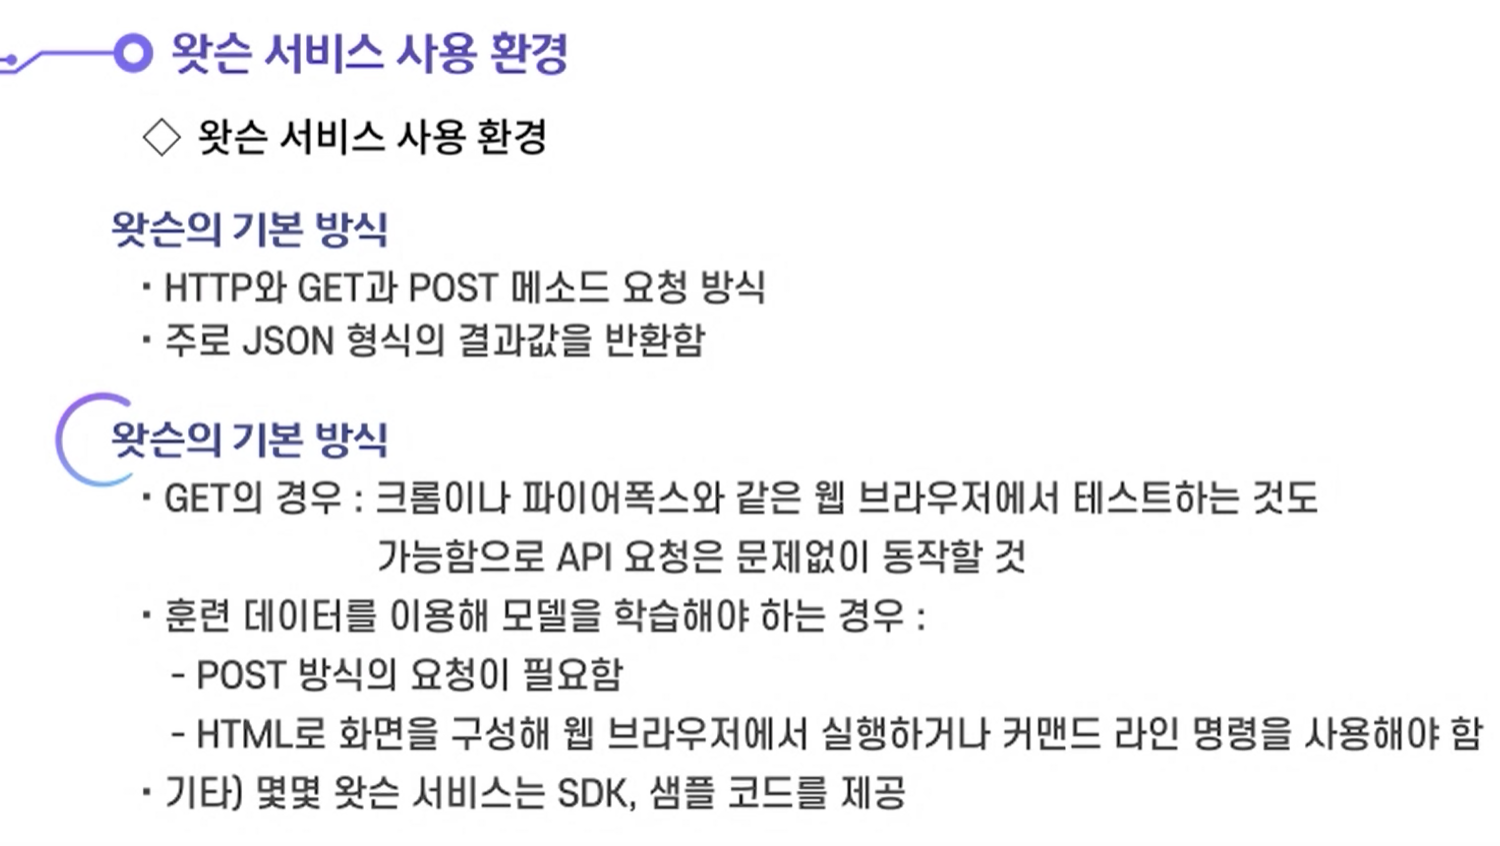 왓슨 서비스 사용 환경
◇ 왓슨 서비스 사용 환경
왓슨의 기본 방식
· HTTP와 GET과 POST 메소드 요청 방식
· 주로 JSON 형식의 결과값을 반환함
왓슨의 기본 방식
· GET의 경우 : 크롬이나 파이어폭스와 같은 웹 브라우저에서 테스트하는 것도
가능함으로 API 요청은 문제없이 동작할 것
· 훈련 데이터를 이용해 모델을 학습해야 하는 경우 :
- POST 방식의 요청이 필요함
- HTML로 화면을 구성해 웹 브라우저에서 실행하거나 커맨드 라인 명령을 사용해야 함
· 기타) 몇몇 왓슨 서비스는 SDK, 샘플 코드를 제공